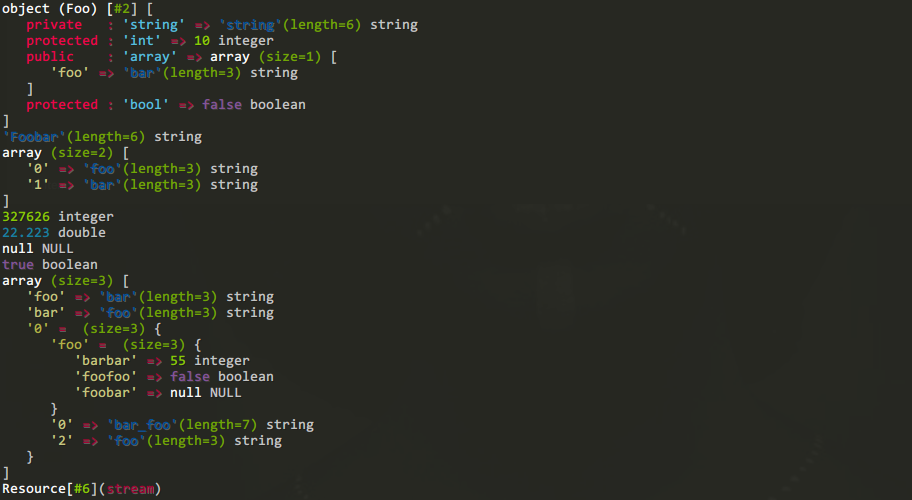 object (Foo) [#2] [
   private   : 'string' => `string`(length=6) string
   protected : 'int' => 10 integer
   public    : 'array' => array (size=1) [
      'foo' => `bar`(length=3) string
   ]
   protected : 'bool' => false boolean
]
`Foobar`(length=6) string
array (size=2) [
   '0' => `foo`(length=3) string
   '1' => `bar`(length=3) string
]
327626 integer
22.223 double
null NULL
true boolean
array (size=3) [
   'foo' => `bar`(length=3) string
   'bar' => `foo`(length=3) string
   '0' =  (size=3) {
      'foo' =  (size=3) {
         'barbar' => 55 integer
         'foofoo' => false boolean
         'foobar' => null NULL
      }
      '0' => `bar_foo`(length=7) string
      '2' => `foo`(length=3) string
   }
]
Resource[#6](stream)